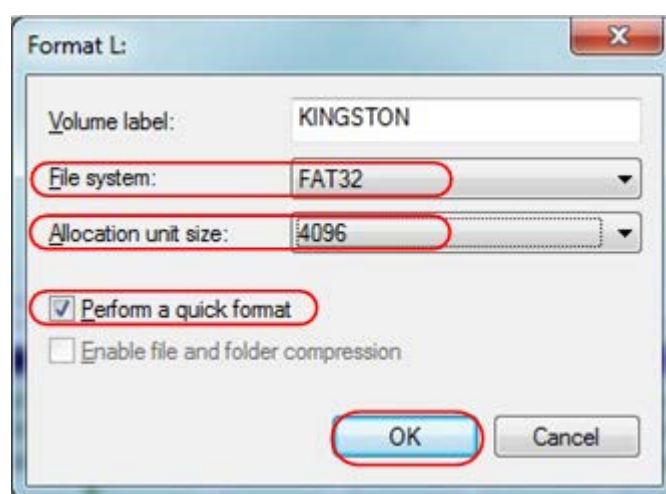 Format L:
Volume label: KINGSTON
File system: FAT32
Allocation unit size: 4096
Perform a quick format
Enable file and folder compression
OK Cancel